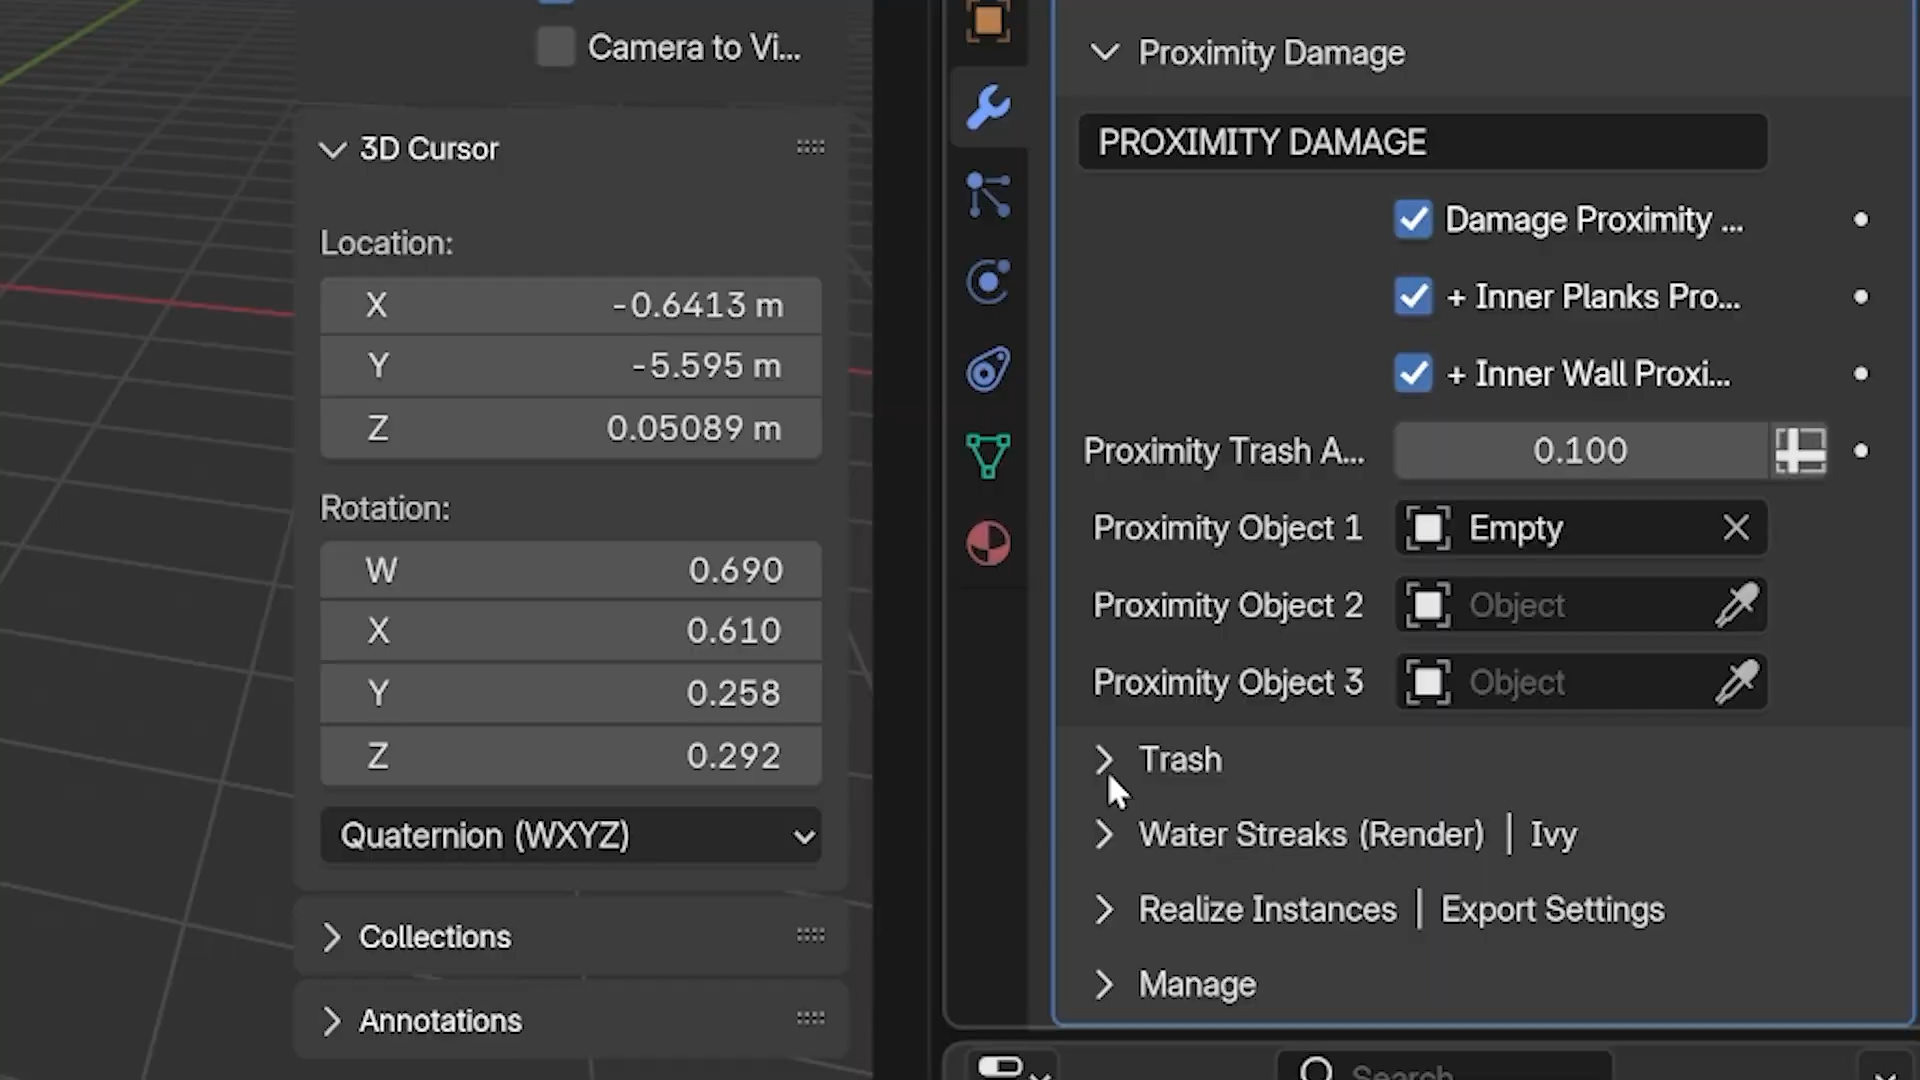 Camera to Vi...
3D Cursor
Location:
X -0.6413 m
Y -5.595 m
Z 0.05089 m
Rotation:
W 0.690
X 0.610
Y 0.258
Z 0.292
Quaternion (WXYZ)
Collections
Annotations
Proximity Damage
PROXIMITY DAMAGE
Damage Proximity ...
+ Inner Planks Pro...
+ Inner Wall Proxi...
Proximity Trash A... 0.100
Proximity Object 1 Empty
Proximity Object 2 Object
Proximity Object 3 Object
Trash
Water Streaks (Render) | Ivy
Realize Instances | Export Settings
Manage
Search